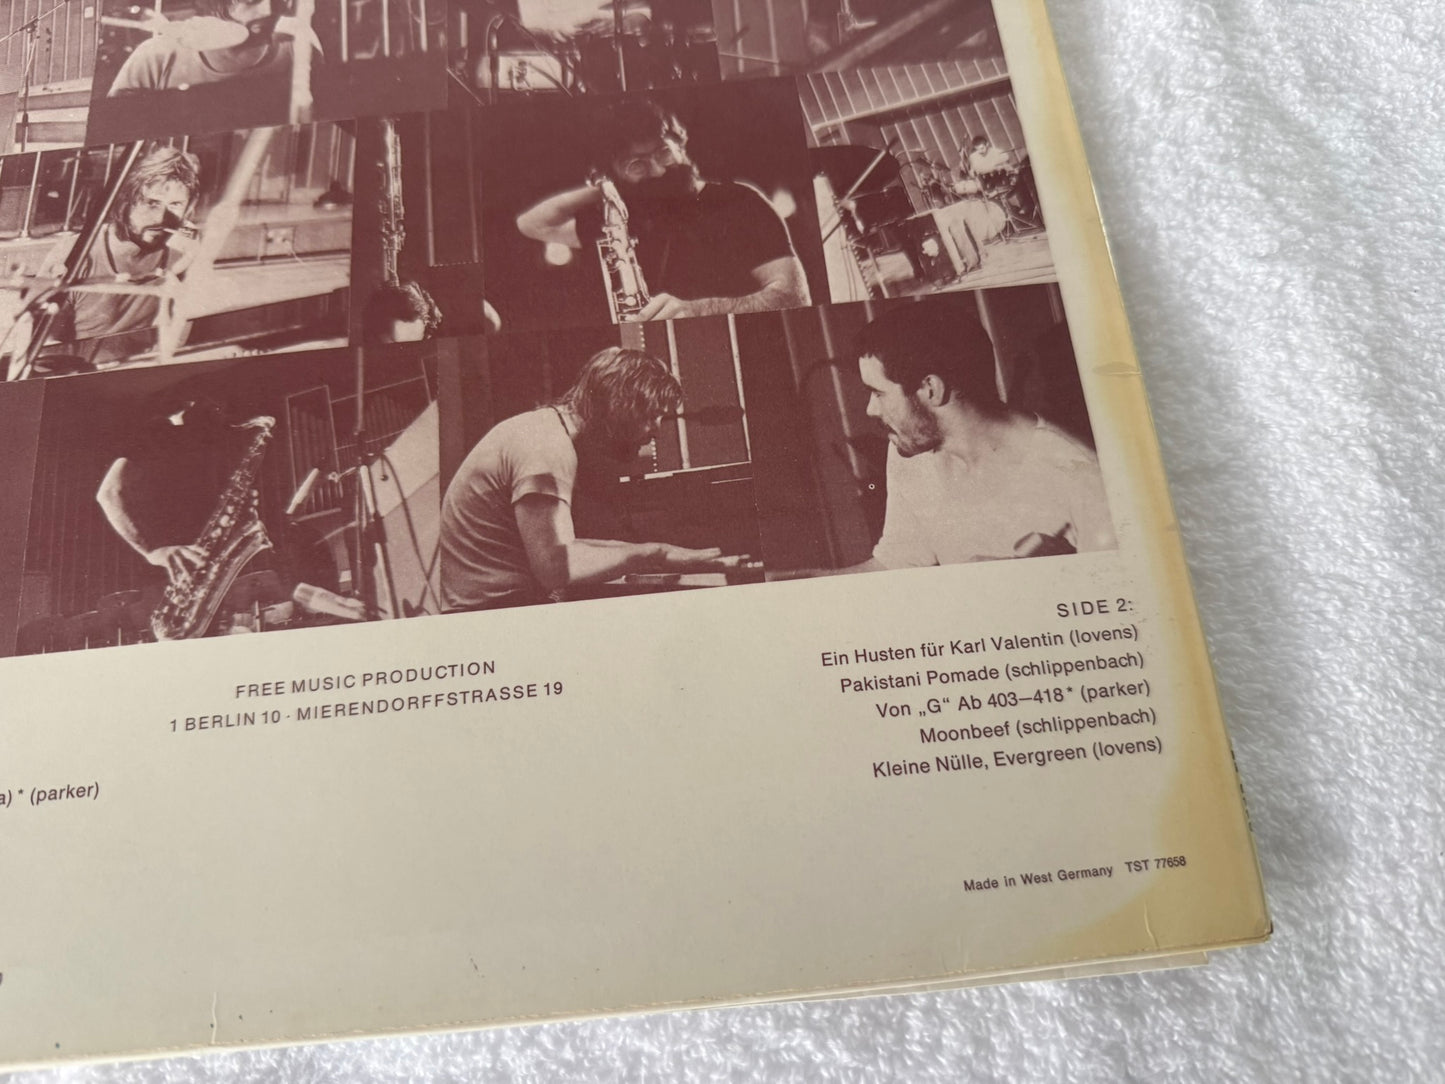 FREE MUSIC PRODUCTION
1 BERLIN 10 · MIERENDORFFSTRASSE 19
a) * (parker)
SIDE 2:
Ein Husten für Karl Valentin (lovens)
Pakistani Pomade (schlippenbach)
Von „G“ Ab 403—418* (parker)
Moonbeef (schlippenbach)
Kleine Nülle, Evergreen (lovens)
Made in West Germany TST 77658